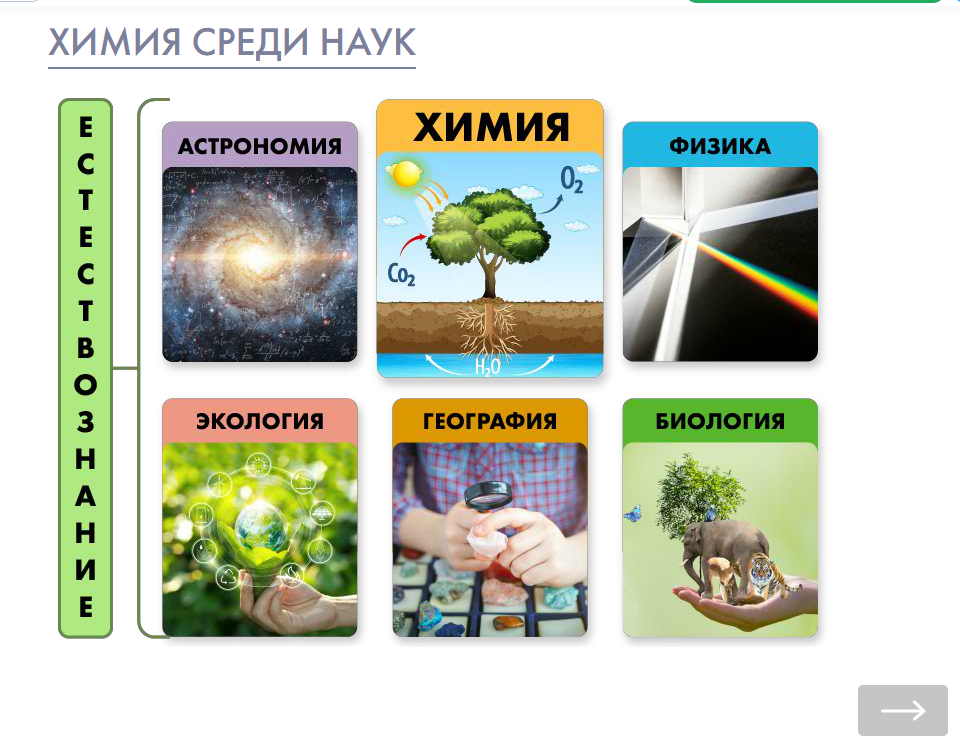 ХИМИЯ СРЕДИ НАУК
ЕСТЕСТВОЗНАНИЕ
АСТРОНОМИЯ
ХИМИЯ
O₂
Co₂
H₂O
ФИЗИКА
ЭКОЛОГИЯ
ГЕОГРАФИЯ
БИОЛОГИЯ